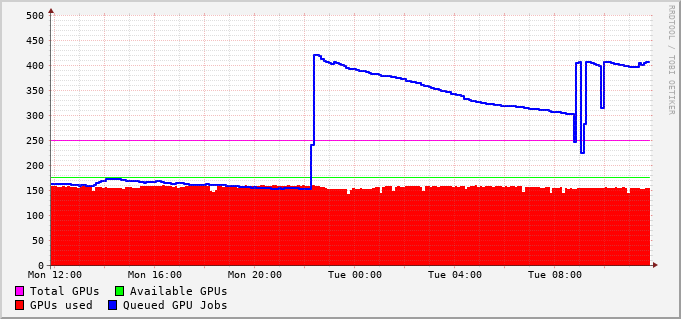 500
450
400
350
300
250
200
150
100
50
0
Mon 12:00 Mon 16:00 Mon 20:00 Tue 00:00 Tue 04:00 Tue 08:00
Total GPUs Available GPUs
GPUs used Queued GPU Jobs
RRDTOOL / TOBI OETIKER